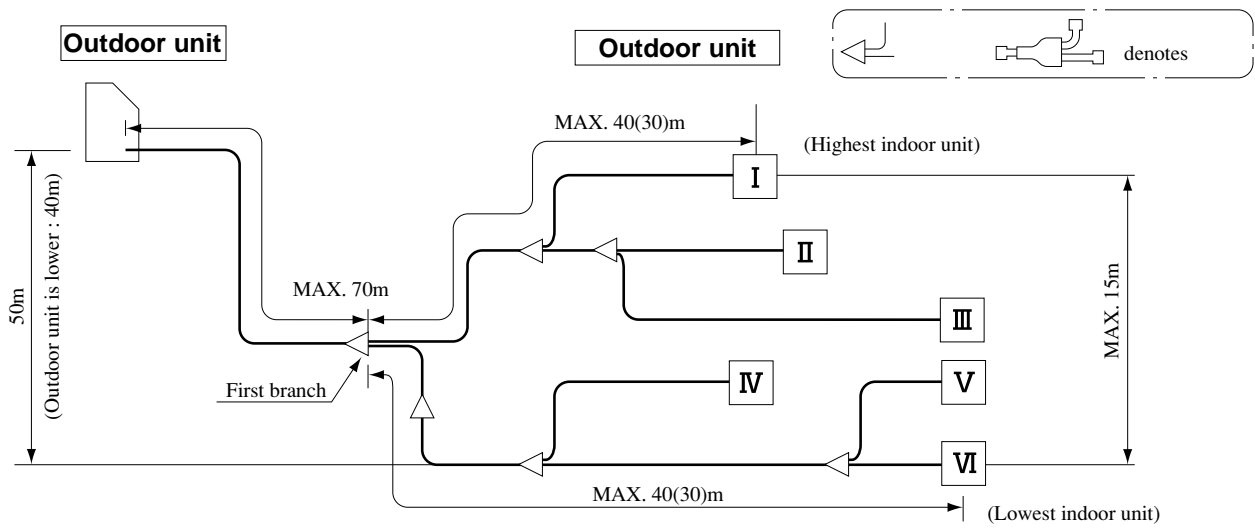 Outdoor unit
Outdoor unit
denotes
MAX. 40(30)m
(Highest indoor unit)
I
II
50m
(Outdoor unit is lower : 40m)
MAX. 70m
III
MAX. 15m
First branch
IV
V
VI
MAX. 40(30)m
(Lowest indoor unit)